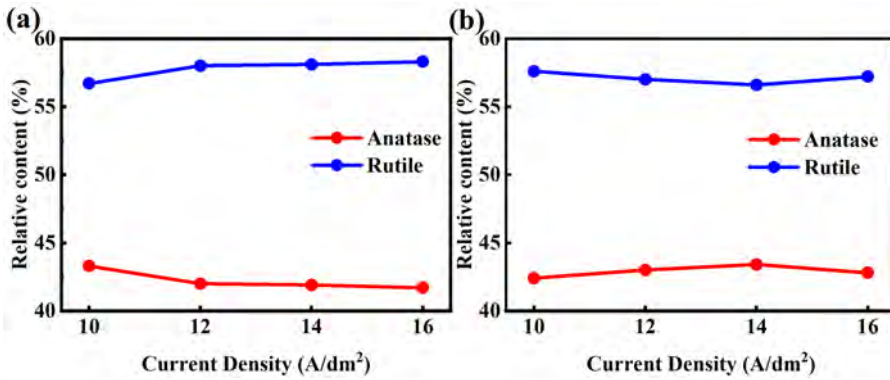 (a)
60
55
50
45
40
Relative content (%)
Anatase
Rutile
10 12 14 16
Current Density (A/dm²)
(b)
60
55
50
45
40
Relative content (%)
Anatase
Rutile
10 12 14 16
Current Density (A/dm²)